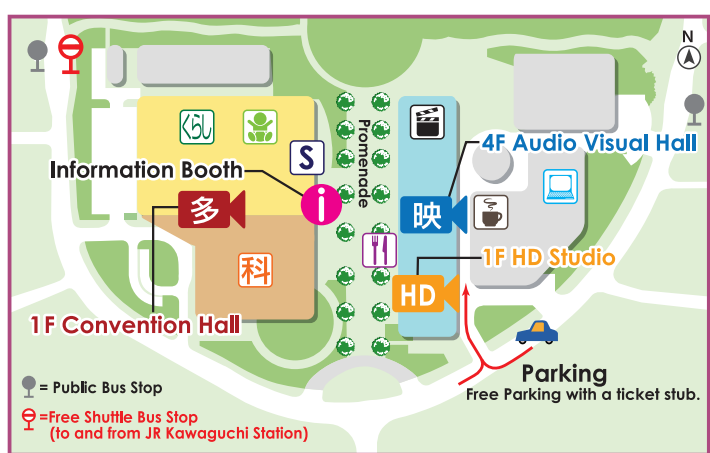 N
くらし
S
Promenade
4F Audio Visual Hall
Information Booth
i
多
映
科
1F HD Studio
HD
1F Convention Hall
Parking
Free Parking with a ticket stub.
= Public Bus Stop
=Free Shuttle Bus Stop
(to and from JR Kawaguchi Station)